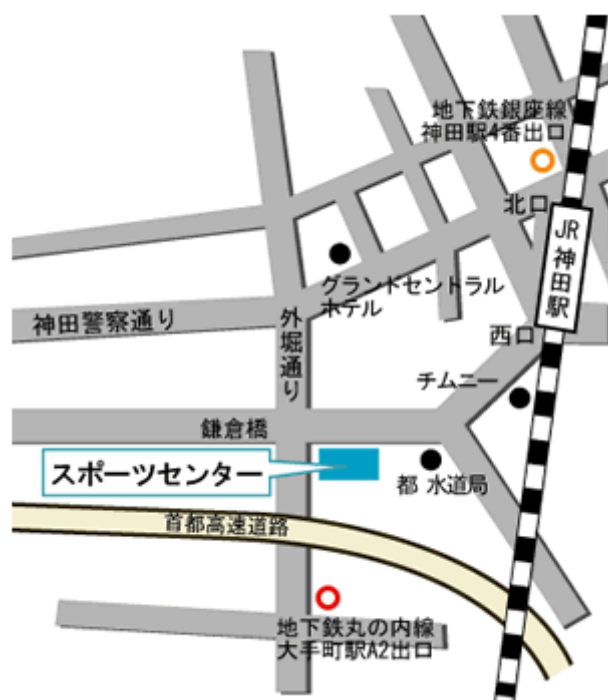 地下鉄銀座線
神田駅4番出口
北口
JR神田駅
グランドセントラル
ホテル
神田警察通り
外堀通り
西口
チムニー
鎌倉橋
スポーツセンター
都 水道局
首都高速道路
地下鉄丸の内線
大手町駅A2出口